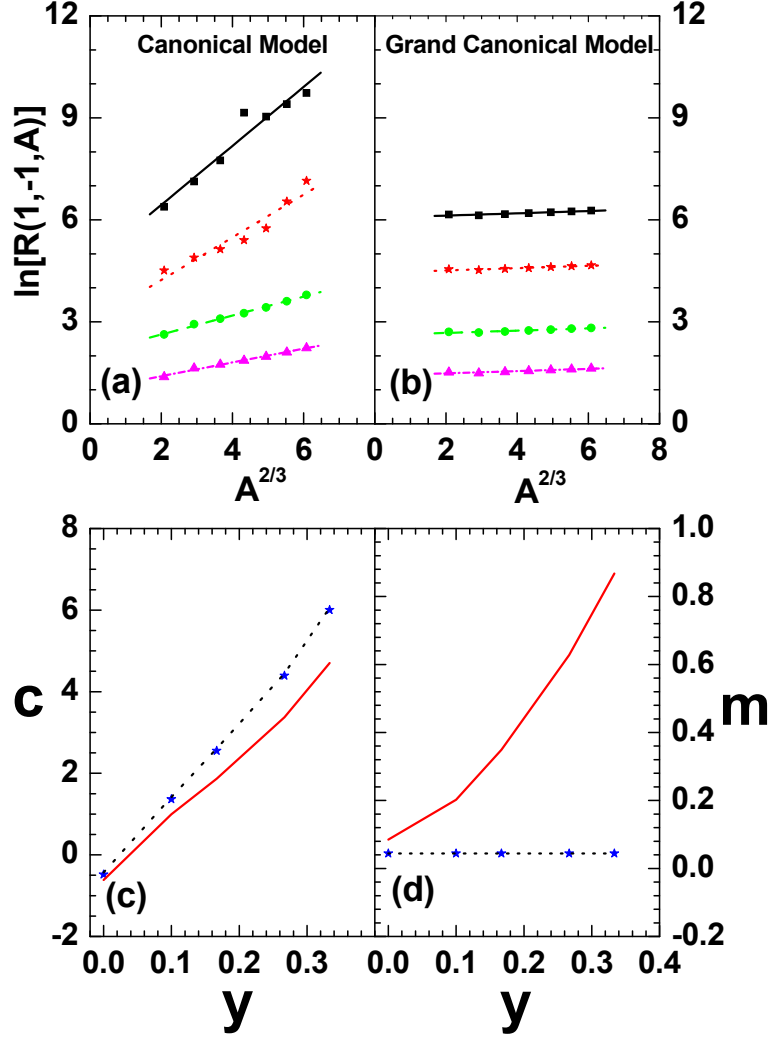 12
Canonical Model
Grand Canonical Model
12
9
9
6
6
3
3
0
0
ln[R(1,-1,A)]
(a)
(b)
0 2 4 6
0 2 4 6 8
A^{2/3}
A^{2/3}
8
1.0
6
0.8
4
0.6
2
0.4
0
0.2
-2
0.0
-0.2
c
m
(c)
(d)
0.0 0.1 0.2 0.3
0.0 0.1 0.2 0.3 0.4
y
y